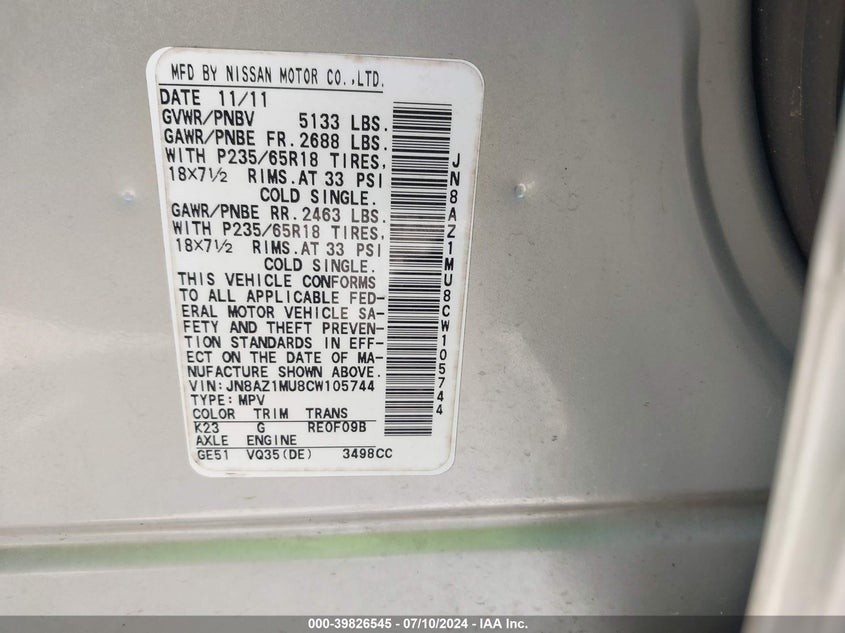 MFD BY NISSAN MOTOR CO.,LTD.
DATE 11/11
GVWR/PNBV 5133 LBS.
GAWR/PNBE FR. 2688 LBS.
WITH P235/65R18 TIRES,
18X7½ RIMS.AT 33 PSI
COLD SINGLE.
GAWR/PNBE RR. 2463 LBS.
WITH P235/65R18 TIRES,
18X7½ RIMS.AT 33 PSI
COLD SINGLE.
THIS VEHICLE CONFORMS
TO ALL APPLICABLE FED-
ERAL MOTOR VEHICLE SA-
FETY AND THEFT PREVEN-
TION STANDARDS IN EFF-
ECT ON THE DATE OF MA-
NUFACTURE SHOWN ABOVE.
VIN:JN8AZ1MU8CW105744
TYPE:MPV
COLOR TRIM TRANS
K23 G RE0F09B
AXLE ENGINE
GE51 VQ35(DE) 3498CC
JN8AZ1MU8CW105744
000-39826545 - 07/10/2024 - IAA Inc.